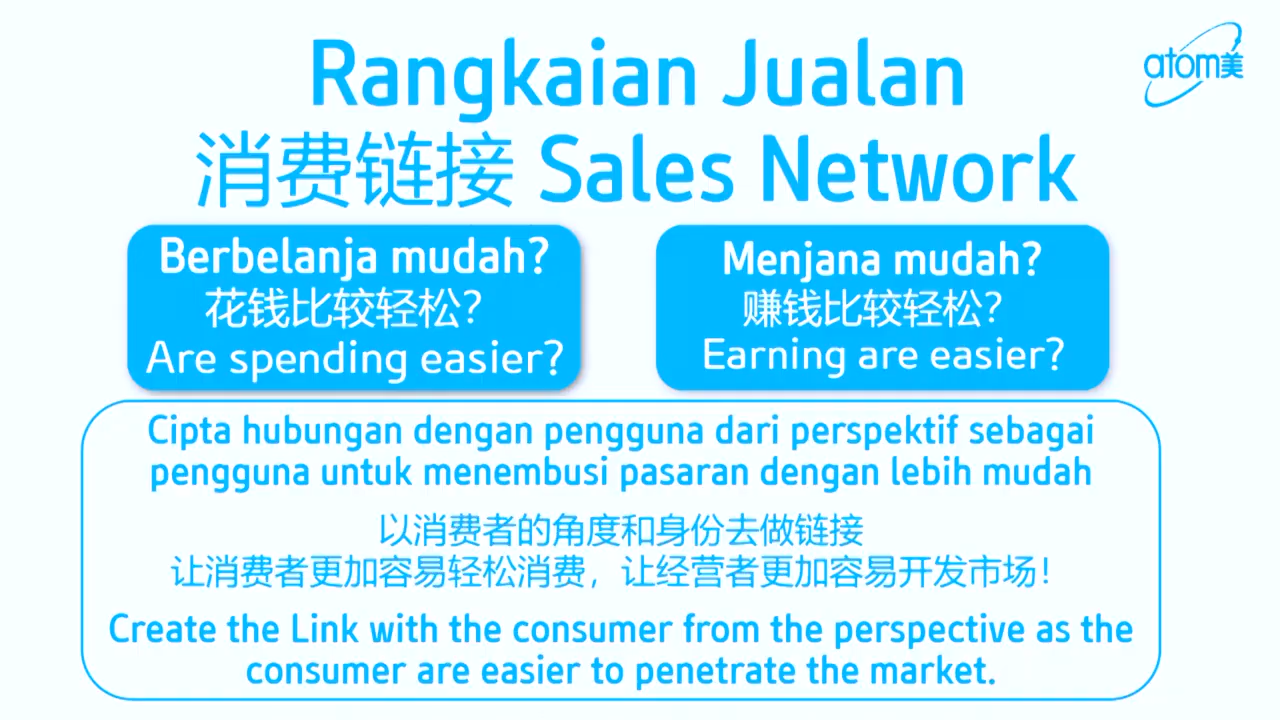 Rangkaian Jualan
atom美
消费链接 Sales Network
Berbelanja mudah?
花钱比较轻松?
Are spending easier?
Menjana mudah?
赚钱比较轻松?
Earning are easier?
Cipta hubungan dengan pengguna dari perspektif sebagai
pengguna untuk menembusi pasaran dengan lebih mudah
以消费者的角度和身份去做链接
让消费者更加容易轻松消费，让经营者更加容易开发市场！
Create the Link with the consumer from the perspective as the
consumer are easier to penetrate the market.